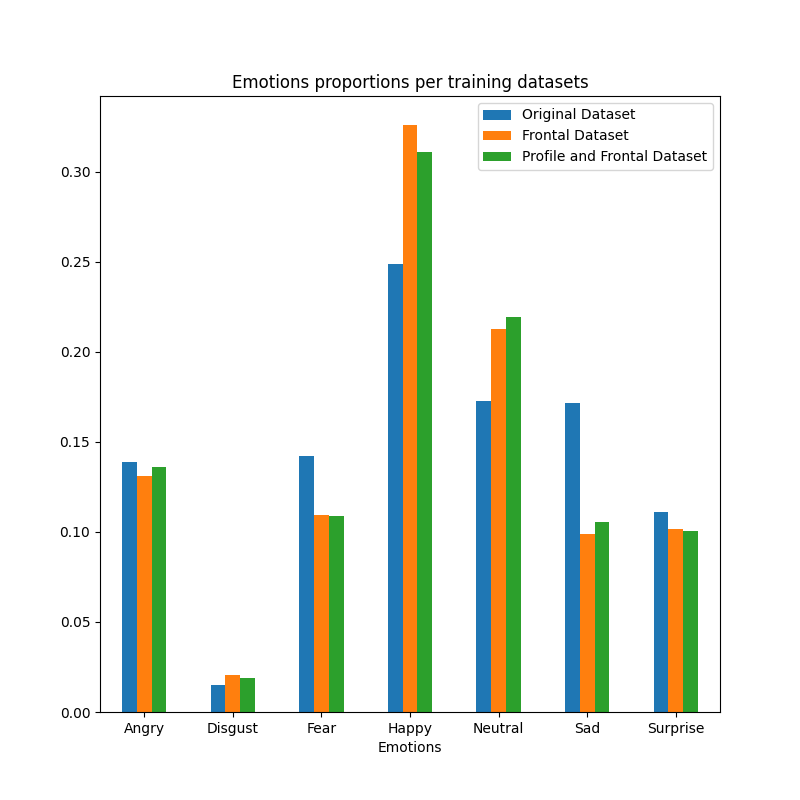 Emotions proportions per training datasets
Original Dataset
Frontal Dataset
Profile and Frontal Dataset
0.30
0.25
0.20
0.15
0.10
0.05
0.00
Angry Disgust Fear Happy Neutral Sad Surprise
Emotions